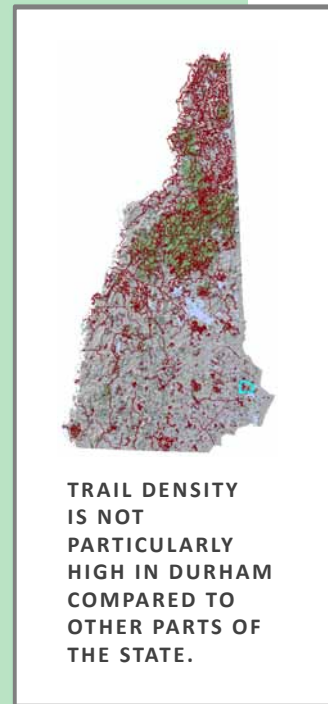 TRAIL DENSITY
IS NOT
PARTICULARLY
HIGH IN DURHAM
COMPARED TO
OTHER PARTS OF
THE STATE.